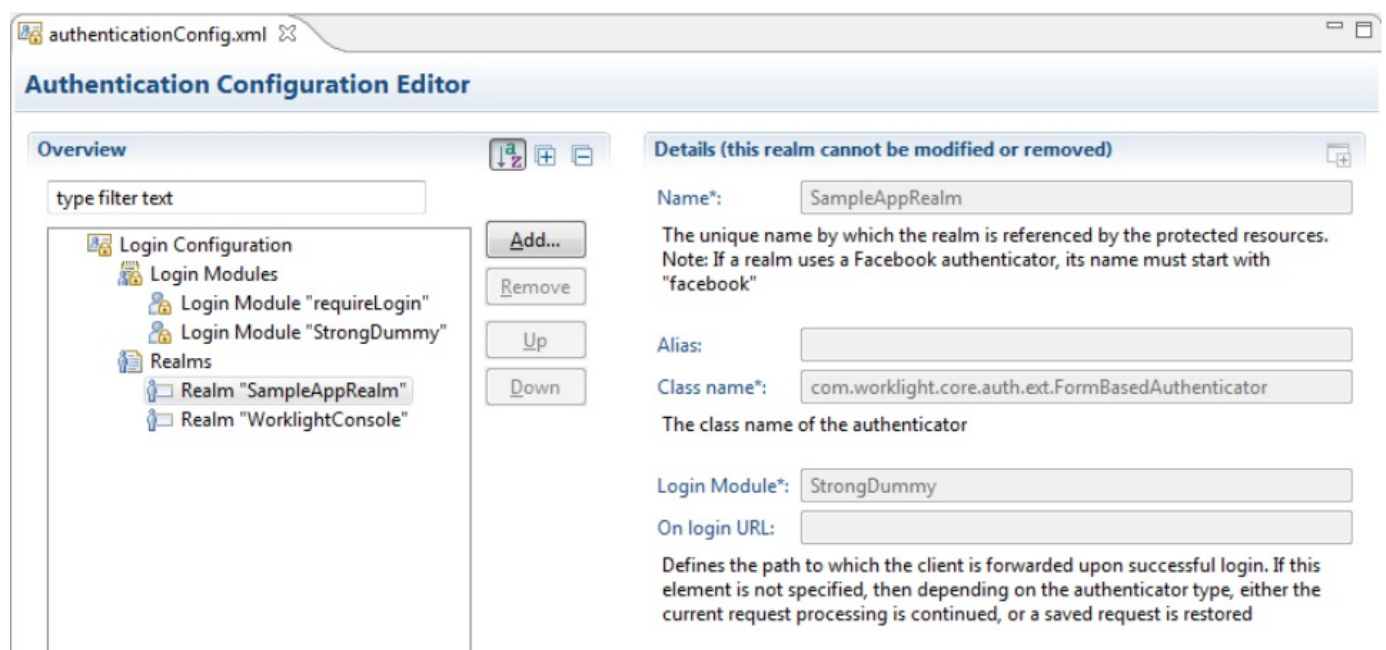 authenticationConfig.xml
Authentication Configuration Editor
Overview
type filter text
Login Configuration
Login Modules
Login Module "requireLogin"
Login Module "StrongDummy"
Realms
Realm "SampleAppRealm"
Realm "WorklightConsole"
Add...
Remove
Up
Down
Details (this realm cannot be modified or removed)
Name*: SampleAppRealm
The unique name by which the realm is referenced by the protected resources.
Note: If a realm uses a Facebook authenticator, its name must start with
"facebook"
Alias:
Class name*: com.worklight.core.auth.ext.FormBasedAuthenticator
The class name of the authenticator
Login Module*: StrongDummy
On login URL:
Defines the path to which the client is forwarded upon successful login. If this
element is not specified, then depending on the authenticator type, either the
current request processing is continued, or a saved request is restored